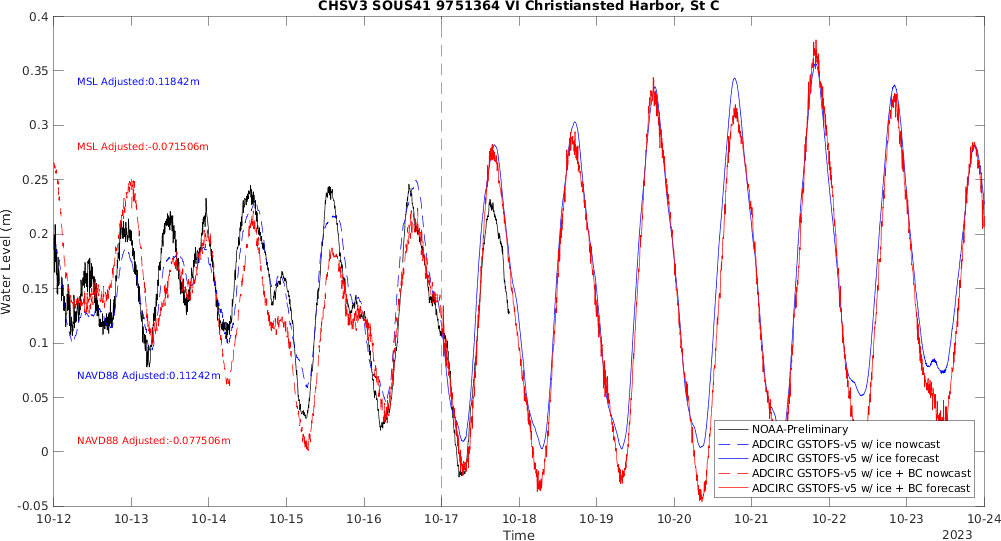 CHSV3 SOUS41 9751364 VI Christiansted Harbor, St C
0.4
0.35
0.3
0.25
0.2
0.15
0.1
0.05
0
-0.05
Water Level (m)
MSL Adjusted:0.11842m
MSL Adjusted:-0.071506m
NAVD88 Adjusted:0.11242m
NAVD88 Adjusted:-0.077506m
NOAA-Preliminary
ADCIRC GSTOFS-v5 w/ ice nowcast
ADCIRC GSTOFS-v5 w/ ice forecast
ADCIRC GSTOFS-v5 w/ ice + BC nowcast
ADCIRC GSTOFS-v5 w/ ice + BC forecast
10-12 10-13 10-14 10-15 10-16 10-17 10-18 10-19 10-20 10-21 10-22 10-23 10-24
Time
2023